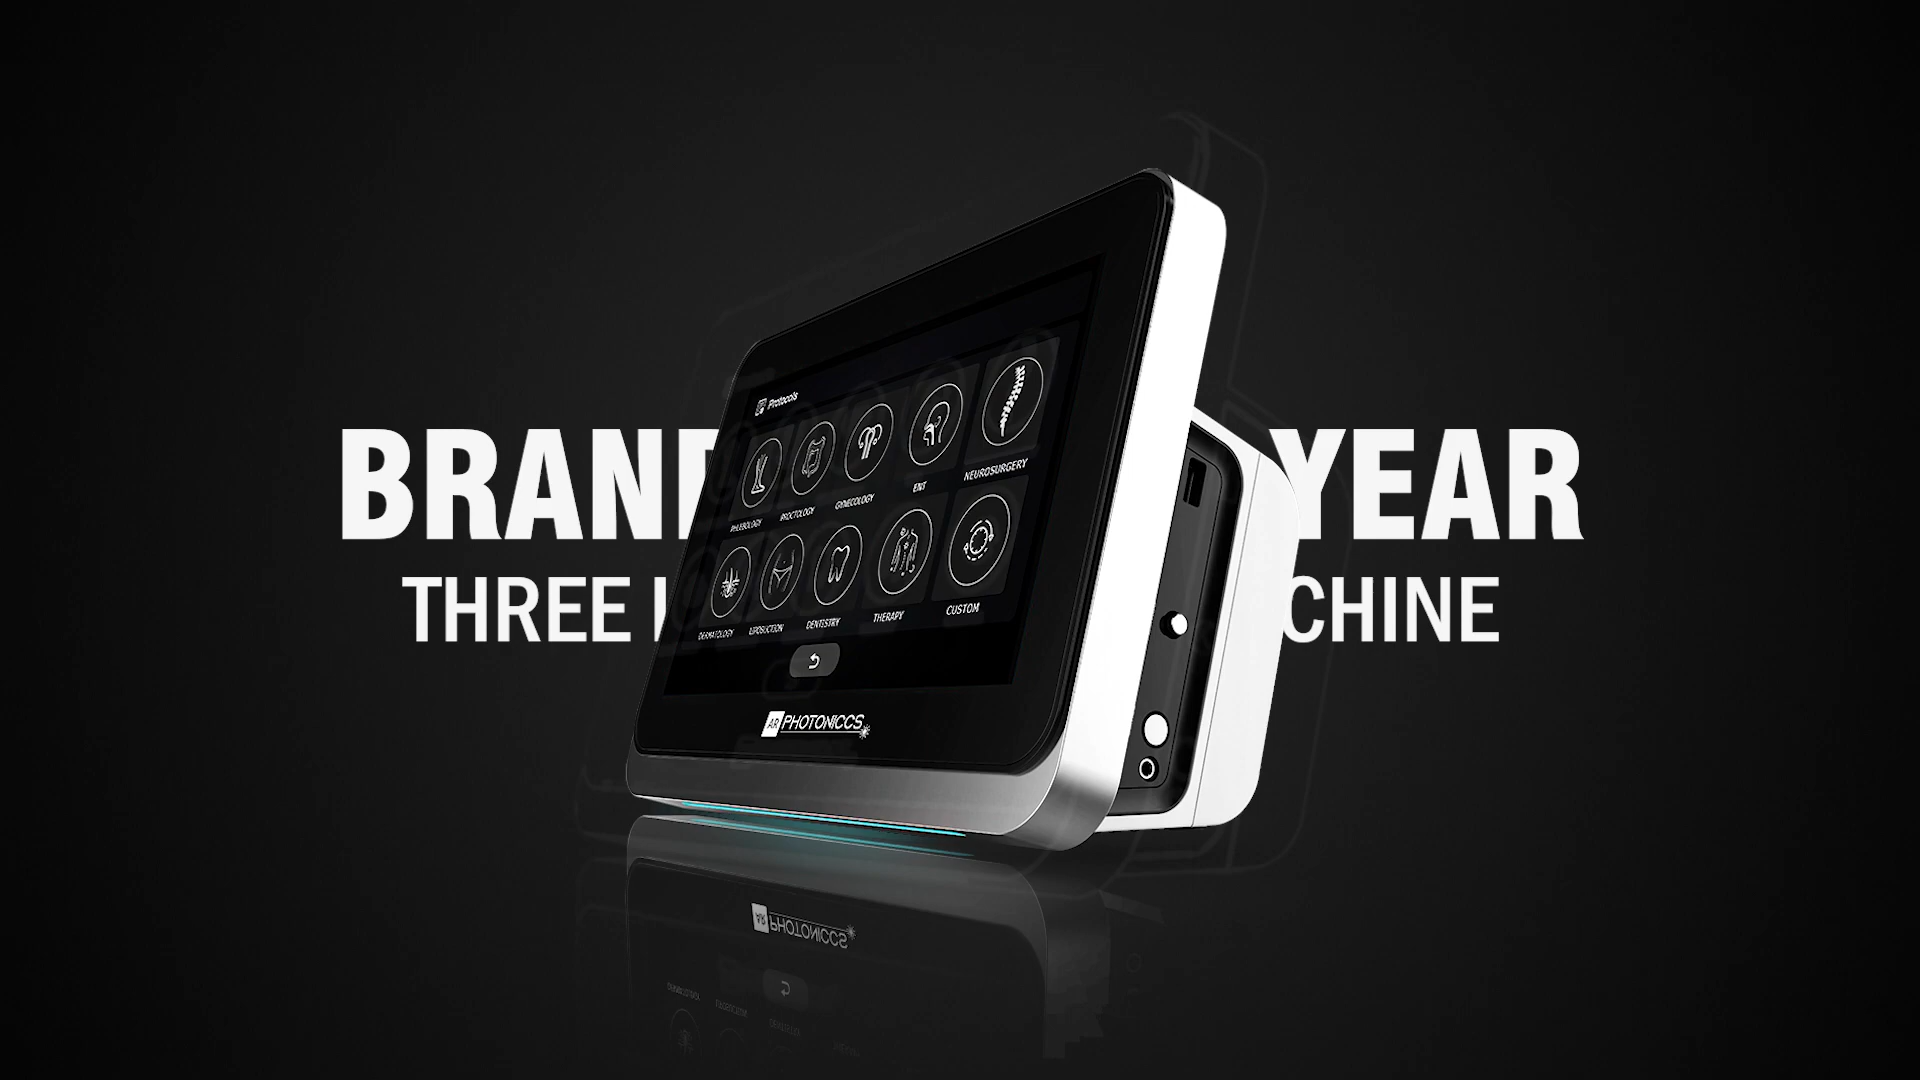 BRAND YEAR
THREE CHINE
Protocols
PHLEBOLOGY PROCTOLOGY GYNECOLOGY ENT NEUROSURGERY
DERMATOLOGY LIPOSUCTION DENTISTRY THERAPY CUSTOM
AR PHOTONICCS